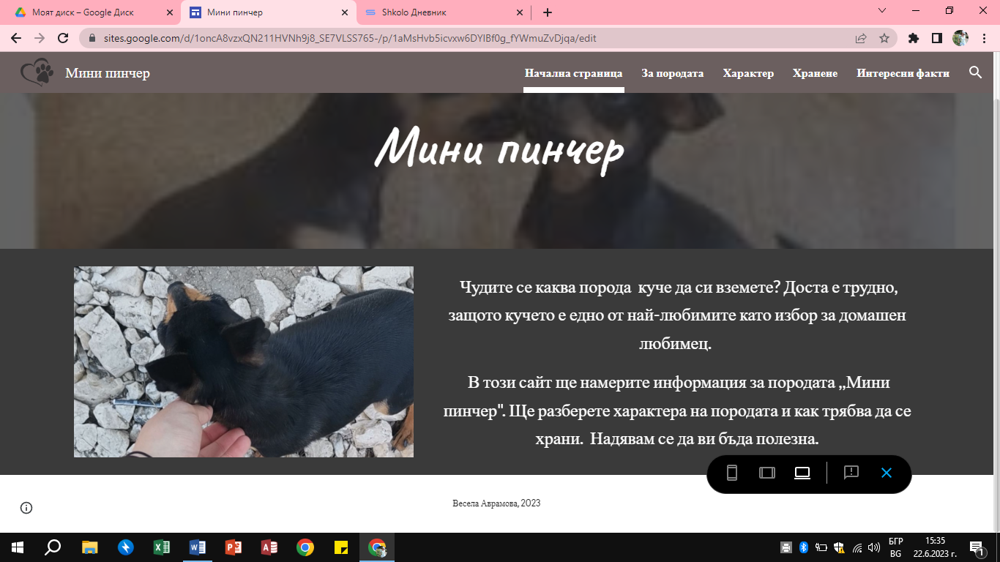 Моят диск – Google Диск
Мини пинчер
Shkolo Дневник
sites.google.com/d/1oncA8vzxQN211HVNh9j8_SE7VLSS765-/p/1aMsHvb5icvxw6DYIBf0g_fYWmuZvDjqa/edit
Мини пинчер
Начална страница За породата Характер Хранене Интересни факти
Мини пинчер
Чудите се каква порода куче да си вземете? Доста е трудно,
защото кучето е едно от най-любимите като избор за домашен
любимец.
В този сайт ще намерите информация за породата ,,Мини
пинчер". Ще разберете характера на породата и как трябва да се
храни. Надявам се да ви бъда полезна.
Весела Аврамова, 2023
БГР
BG
15:35
22.6.2023 г.
1